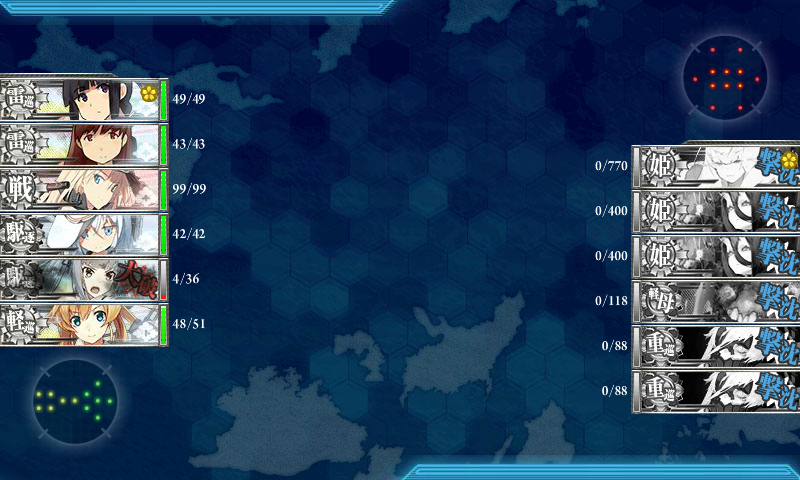 雷巡
49/49
雷巡
43/43
戦
99/99
駆逐
42/42
駆逐 大破
4/36
軽巡
48/51
0/770
姫 撃沈
0/400
姫 撃沈
0/400
姫 撃沈
0/118
軽母 撃沈
0/88
重巡 撃沈
0/88
重巡 撃沈